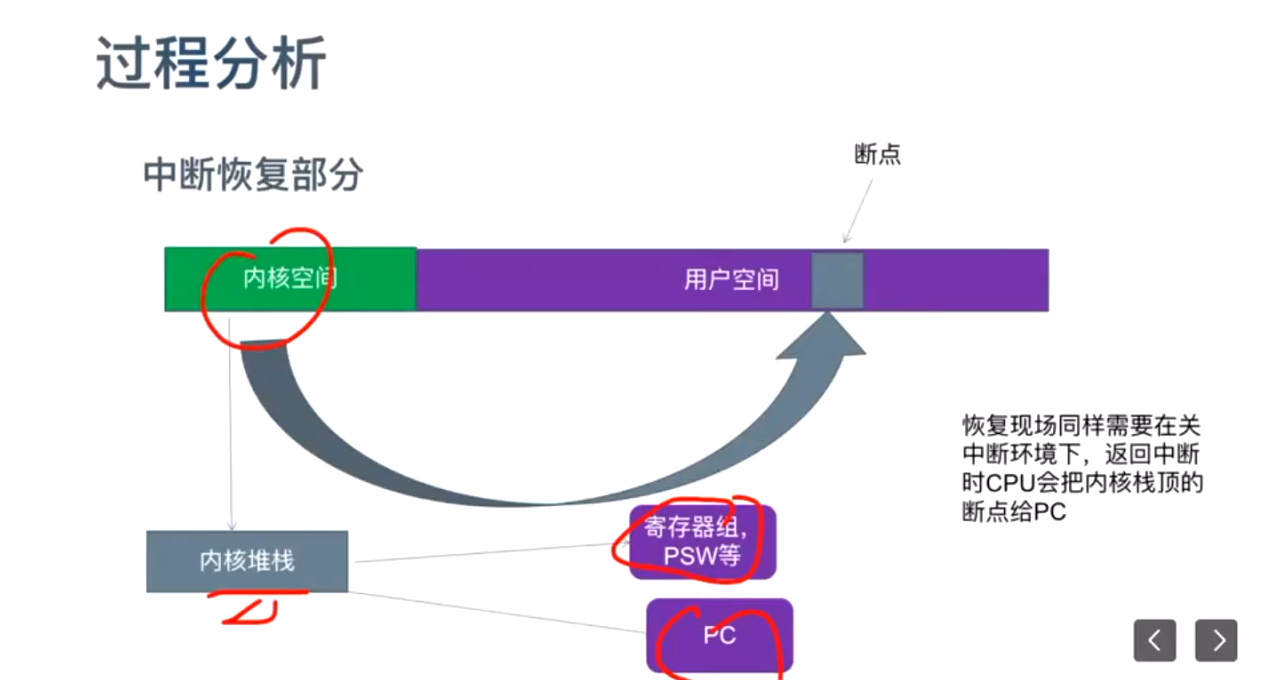 过程分析
中断恢复部分
断点
内核空间
用户空间
恢复现场同样需要在关
中断环境下，返回中断
时CPU会把内核栈顶的
断点给PC
寄存器组，
PSW等
内核堆栈
PC